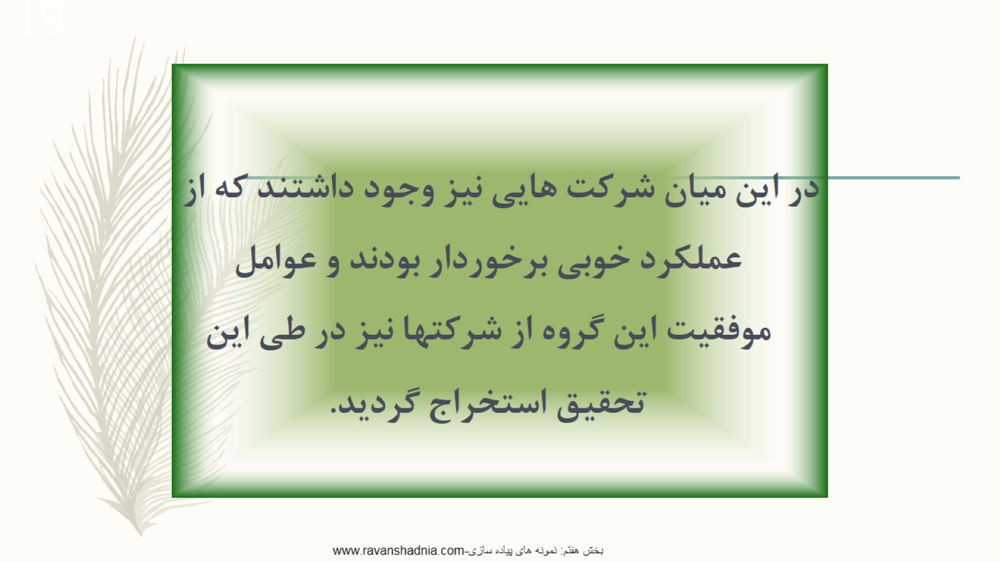 19
در این میان شرکت هایی نیز وجود داشتند که از
عملکرد خوبی برخوردار بودند و عوامل
موفقیت این گروه از شرکتها نیز در طی این
تحقیق استخراج گردید.
بخش هفتم: نمونه های پیاده سازی-www.ravanshadnia.com